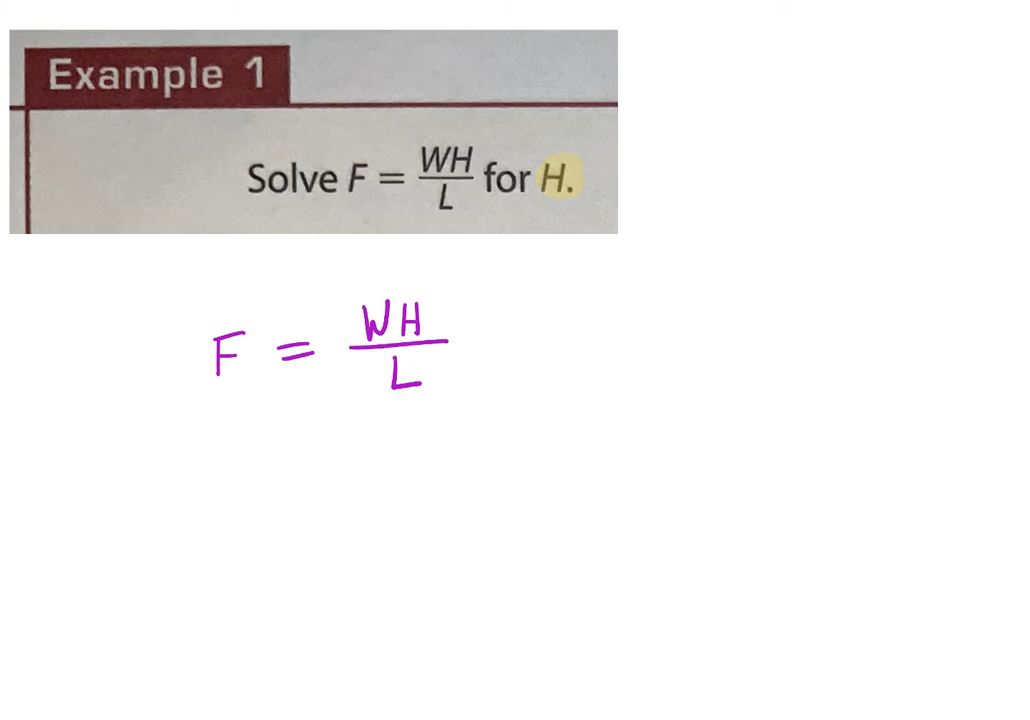 Example 1
Solve F = WH/L for H.
F = WH/L